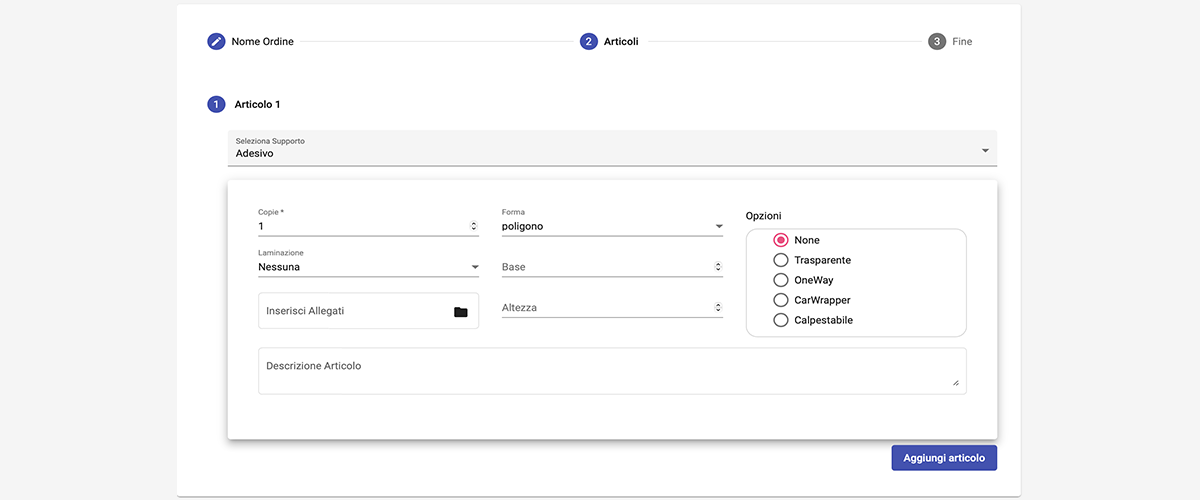 Nome Ordine
2 Articoli
3 Fine
1 Articolo 1
Seleziona Supporto
Adesivo
Copie *
1
Forma
poligono
Opzioni
None
Trasparente
OneWay
CarWrapper
Calpestabile
Laminazione
Nessuna
Base
Inserisci Allegati
Altezza
Descrizione Articolo
Aggiungi articolo